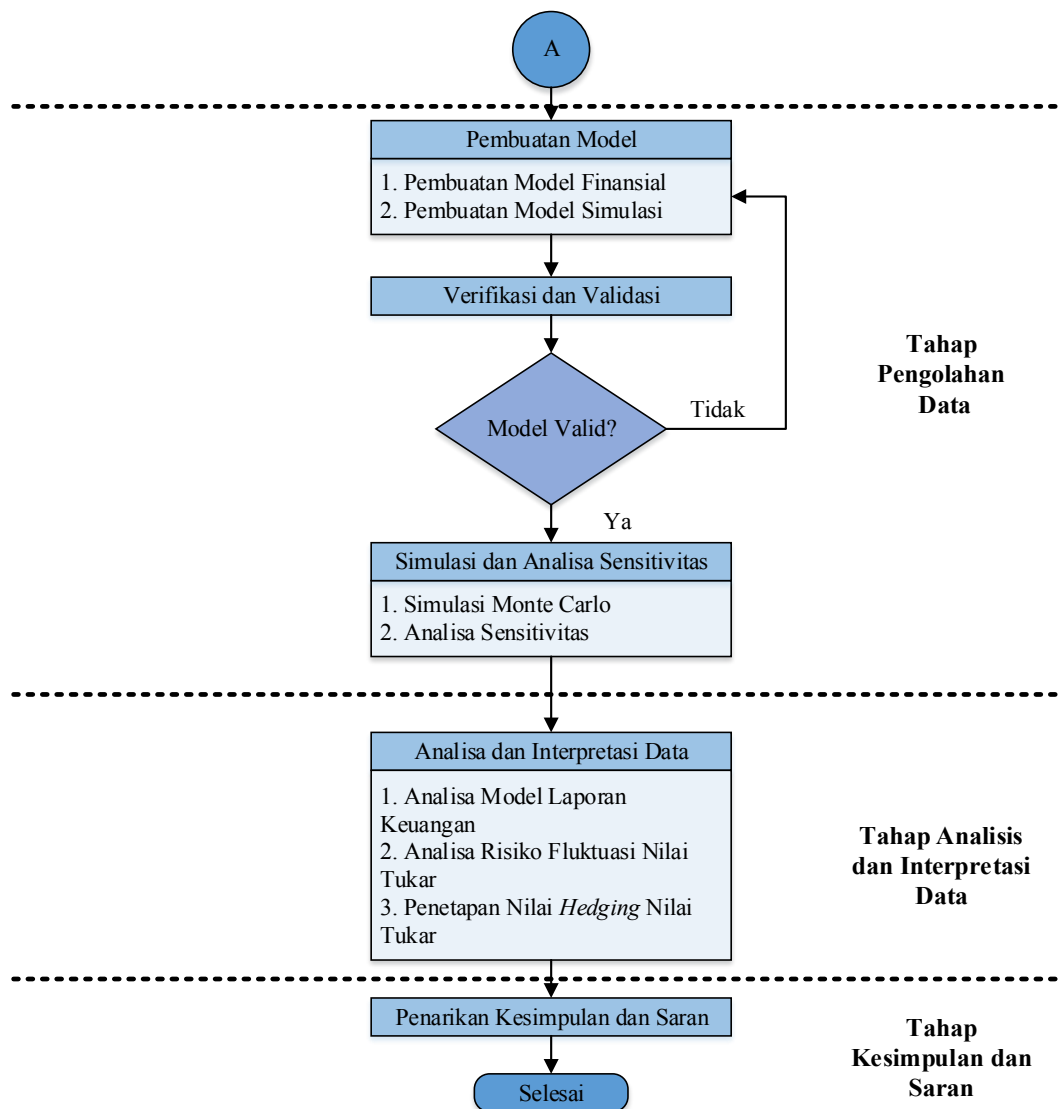 A
Pembuatan Model
1. Pembuatan Model Finansial
2. Pembuatan Model Simulasi
Verifikasi dan Validasi
Tahap
Pengolahan
Data
Model Valid?
Tidak
Ya
Simulasi dan Analisa Sensitivitas
1. Simulasi Monte Carlo
2. Analisa Sensitivitas
Analisa dan Interpretasi Data
1. Analisa Model Laporan
Keuangan
2. Analisa Risiko Fluktuasi Nilai
Tukar
3. Penetapan Nilai Hedging Nilai
Tukar
Tahap Analisis
dan Interpretasi
Data
Penarikan Kesimpulan dan Saran
Tahap
Kesimpulan dan
Saran
Selesai